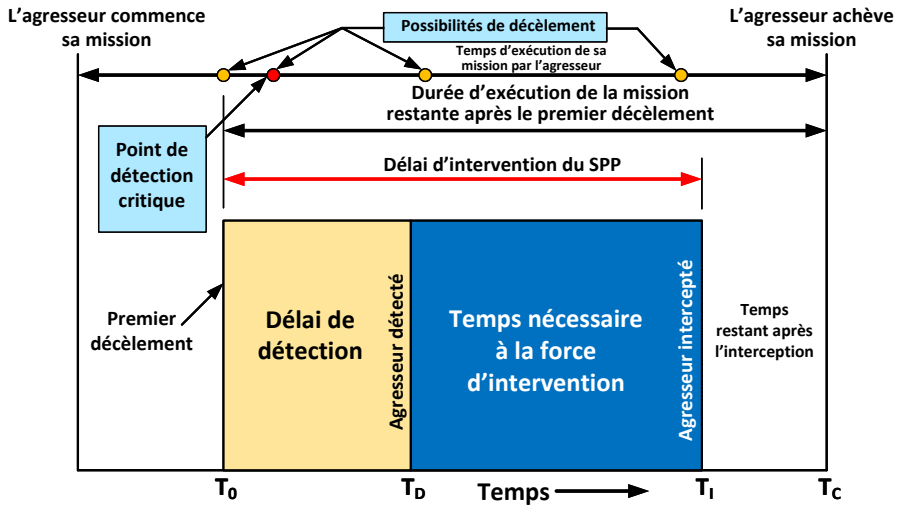 L'agresseur commence
sa mission
Possibilités de décèlement
L'agresseur achève
sa mission
Temps d'exécution de sa
mission par l'agresseur
Durée d'exécution de la mission
restante après le premier décèlement
Point de
détection
critique
Délai d'intervention du SPP
Premier
décèlement
Délai de
détection
Agresseur détecté
Temps nécessaire
à la force
d'intervention
Agresseur intercepté
Temps
restant après
l'interception
T0
TD
Temps
TI
TC